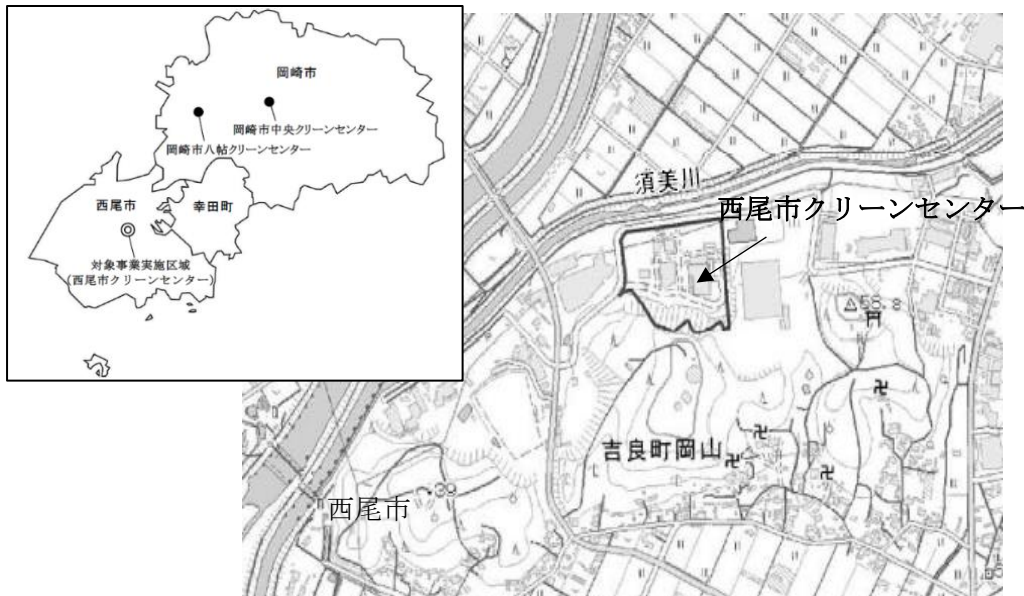 岡崎市
岡崎市中央クリーンセンター
岡崎市八帖クリーンセンター
西尾市
幸田町
対象事業実施区域
(西尾市クリーンセンター)
須美川
西尾市クリーンセンター
58.8
吉良町岡山
39
西尾市